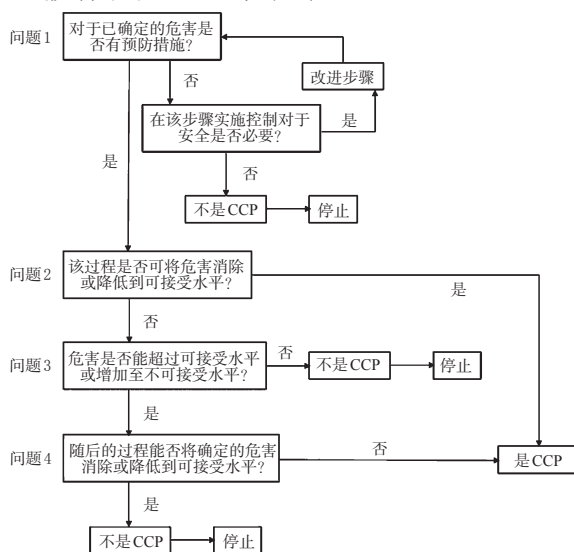 问题1
对于已确定的危害是
否有预防措施?
否
改进步骤
在该步骤实施控制对于
安全是否必要?
是
是
否
不是CCP
停止
问题2
该过程是否可将危害消除
或降低到可接受水平?
是
否
问题3
危害是否能超过可接受水平
或增加至不可接受水平?
否
不是CCP
停止
是
问题4
随后的过程能否将确定的危害
消除或降低到可接受水平?
否
是CCP
是
不是CCP
停止